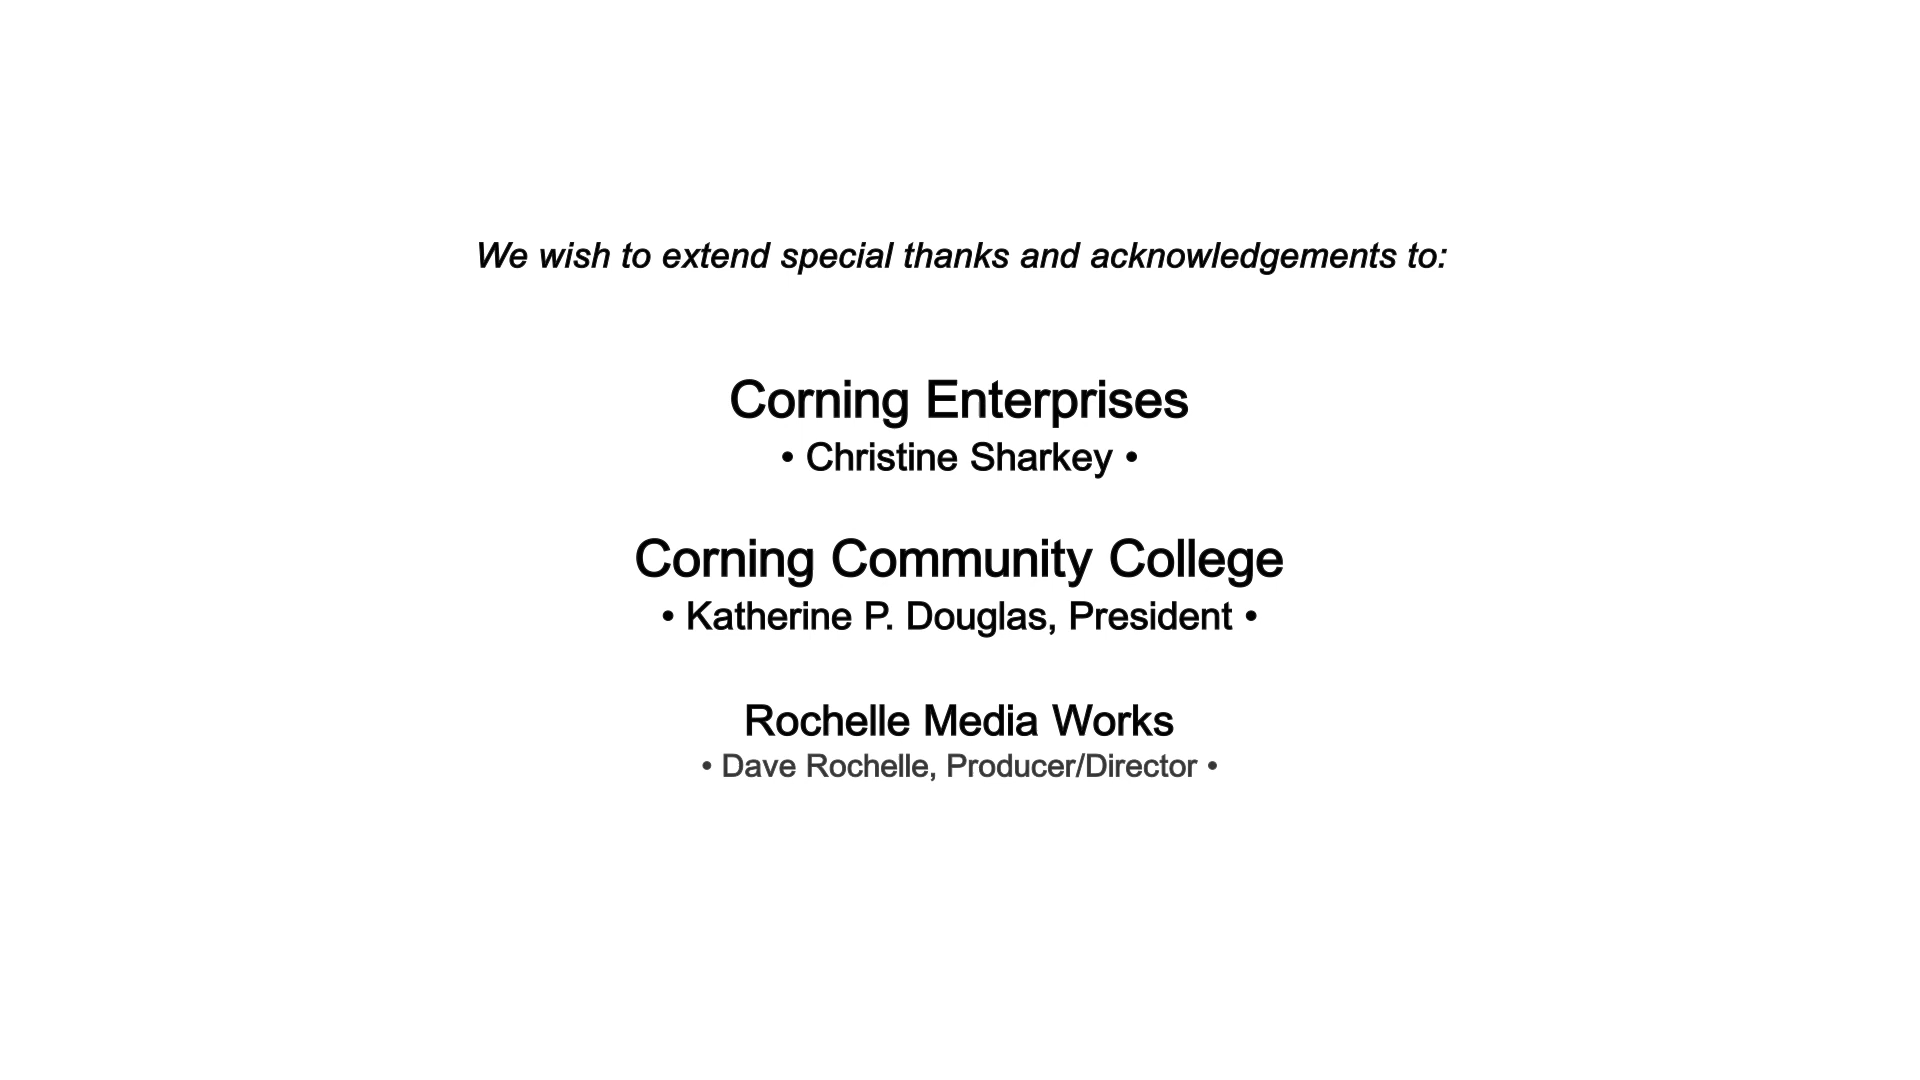 We wish to extend special thanks and acknowledgements to:
Corning Enterprises
• Christine Sharkey •
Corning Community College
• Katherine P. Douglas, President •
Rochelle Media Works
• Dave Rochelle, Producer/Director •